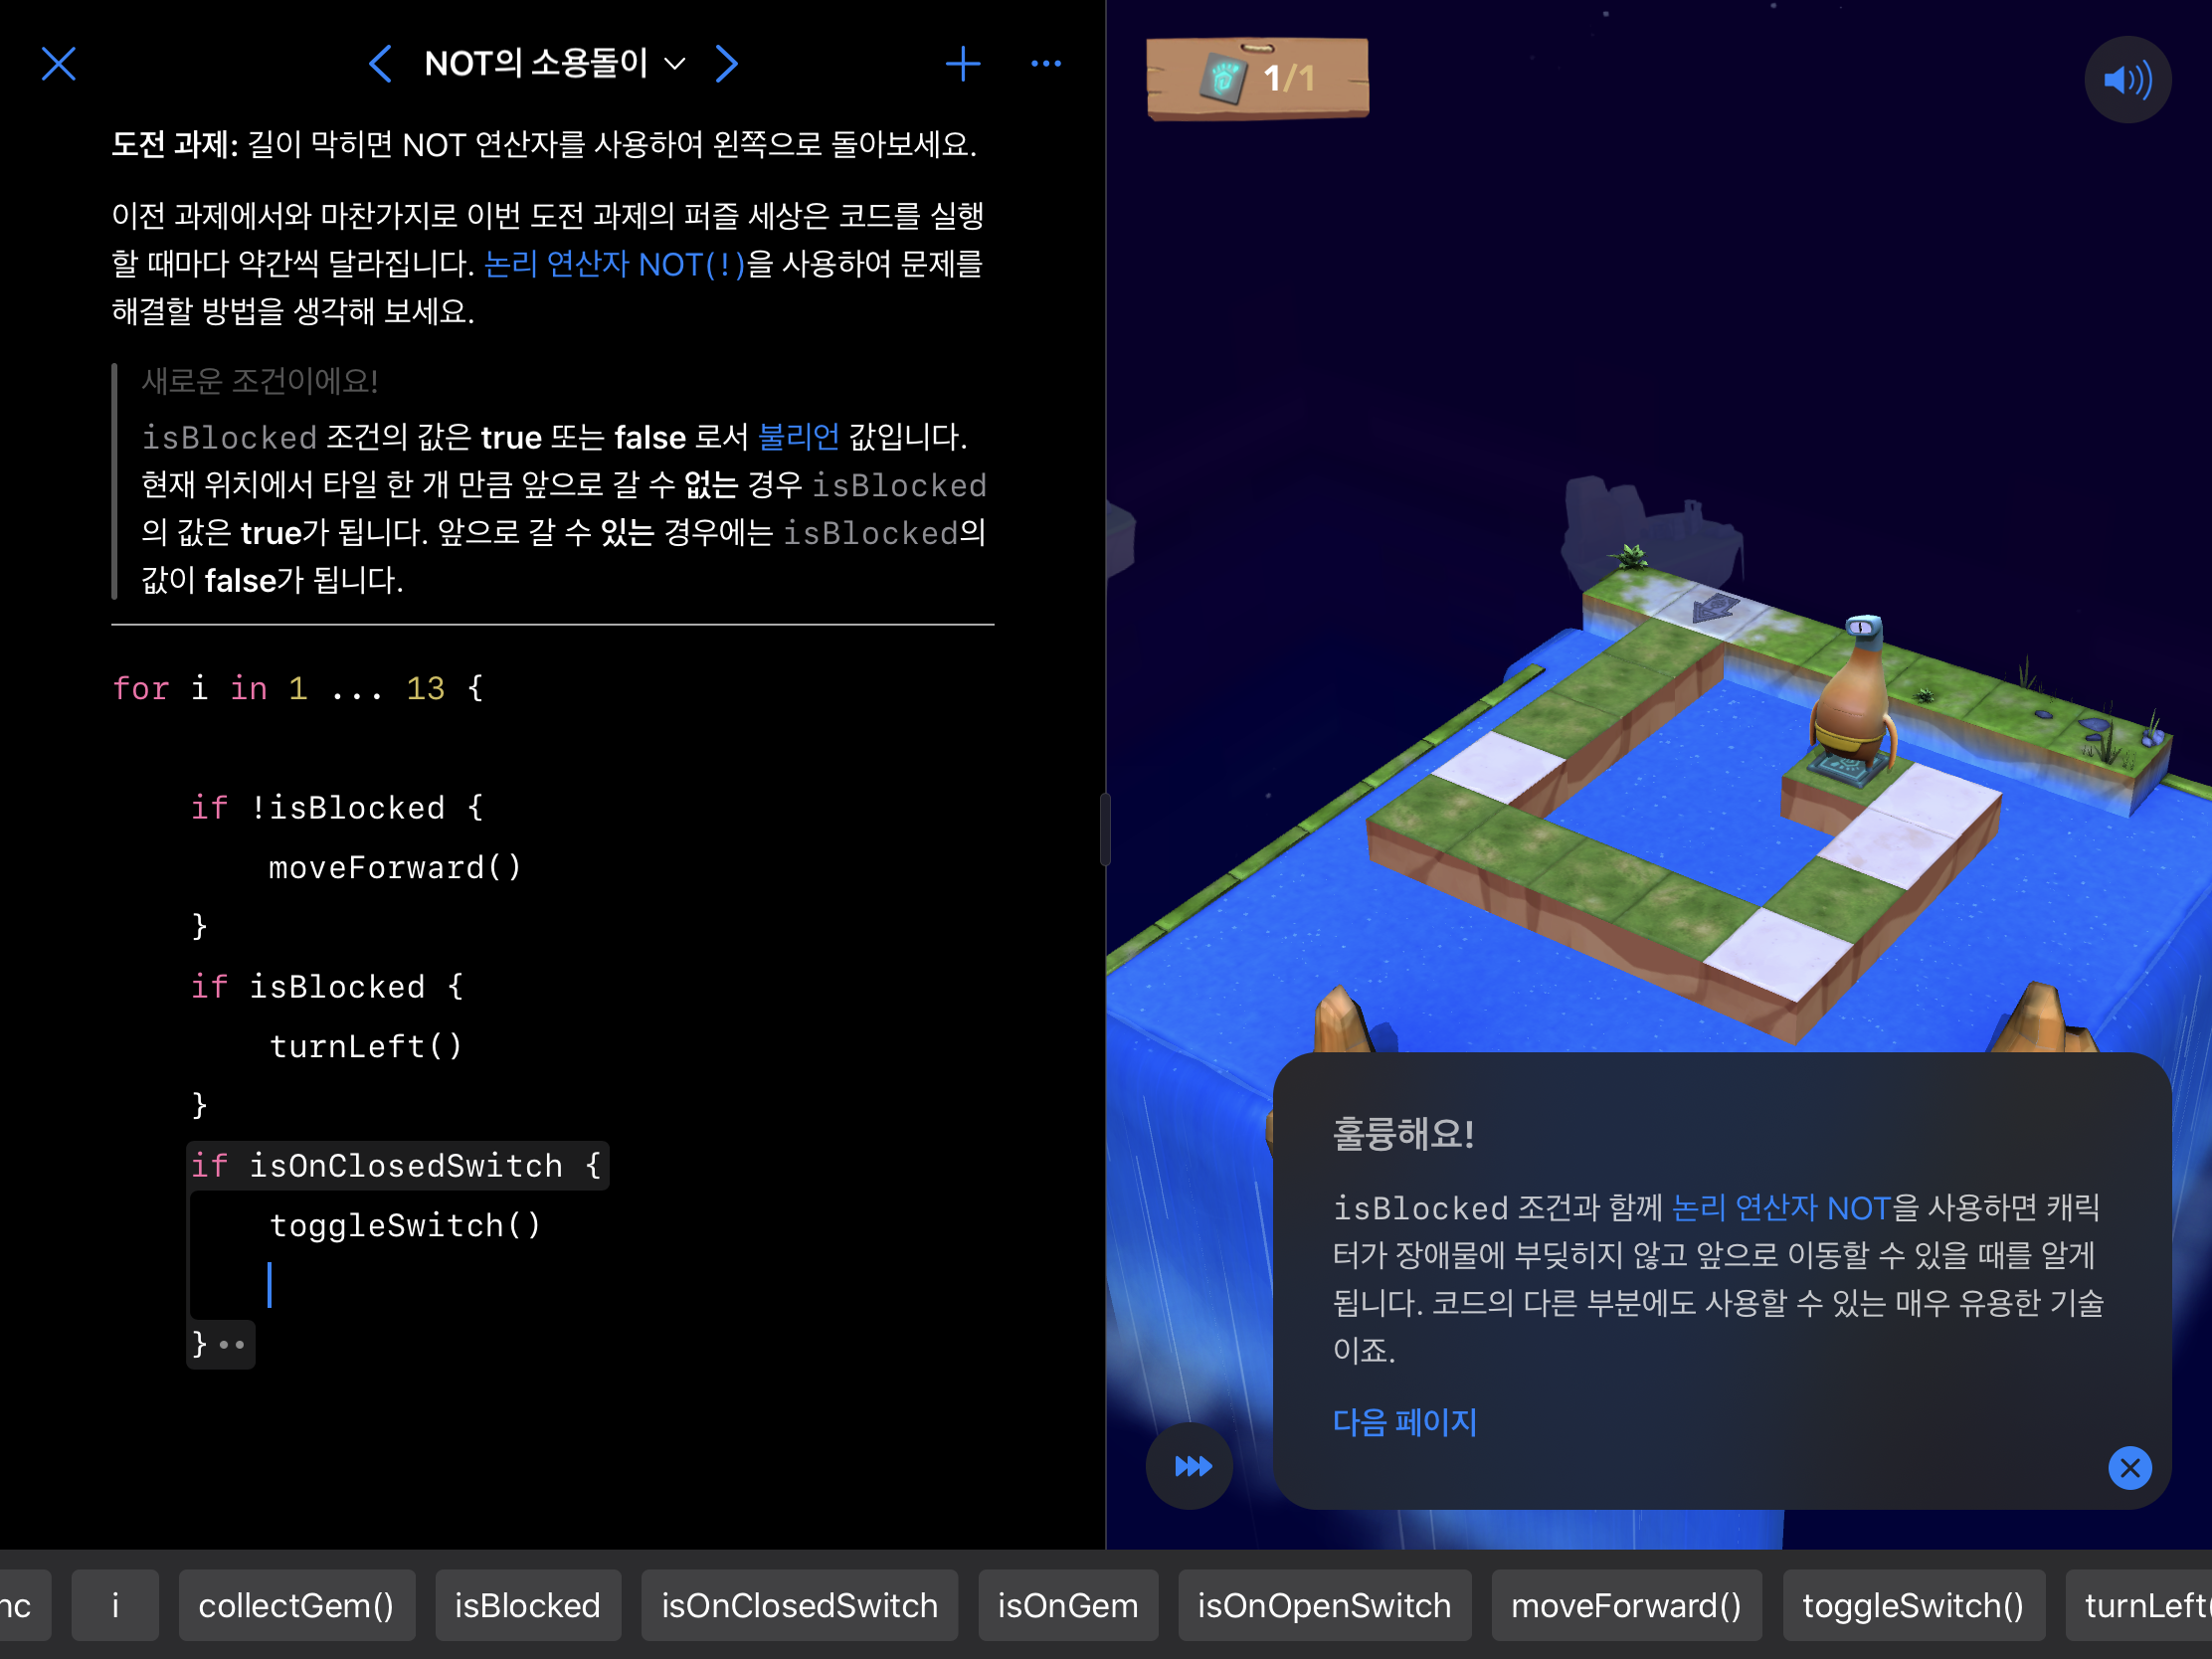 NOT의 소용돌이
도전 과제: 길이 막히면 NOT 연산자를 사용하여 왼쪽으로 돌아보세요.
이전 과제에서와 마찬가지로 이번 도전 과제의 퍼즐 세상은 코드를 실행
할 때마다 약간씩 달라집니다. 논리 연산자 NOT(!)을 사용하여 문제를
해결할 방법을 생각해 보세요.
새로운 조건이에요!
isBlocked 조건의 값은 true 또는 false 로서 불리언 값입니다.
현재 위치에서 타일 한 개 만큼 앞으로 갈 수 없는 경우 isBlocked
의 값은 true가 됩니다. 앞으로 갈 수 있는 경우에는 isBlocked의
값이 false가 됩니다.
for i in 1 ... 13 {
if !isBlocked {
moveForward()
}
if isBlocked {
turnLeft()
}
if isOnClosedSwitch {
toggleSwitch()
}
1/1
훌륭해요!
isBlocked 조건과 함께 논리 연산자 NOT을 사용하면 캐릭
터가 장애물에 부딪히지 않고 앞으로 이동할 수 있을 때를 알게
됩니다. 코드의 다른 부분에도 사용할 수 있는 매우 유용한 기술
이죠.
다음 페이지
nc i collectGem() isBlocked isOnClosedSwitch isOnGem isOnOpenSwitch moveForward() toggleSwitch() turnLeft(